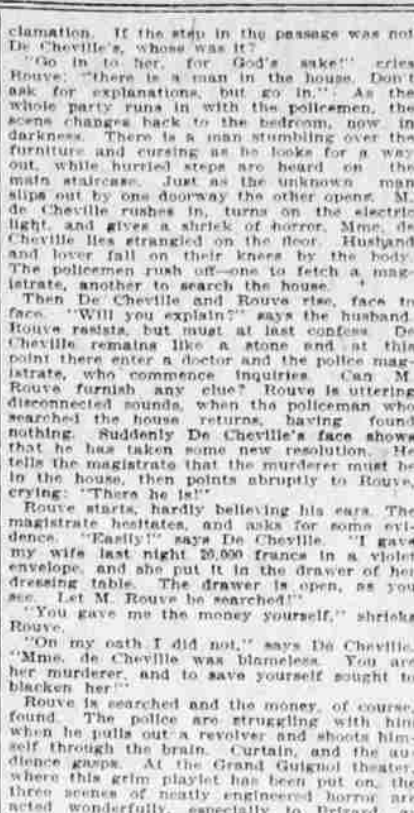 clamation. If the step in the passage was not
De Cheville's, whose was it?
"Go in to her, for God's sake!" cries
Rouve; "there is a man in the house. Don't
ask for explanations, but go in." As the
whole party runs in with the policemen, the
scene changes back to the bedroom, now in
darkness. There is a man stumbling over the
furniture and cursing as he looks for a way
out, while hurried steps are heard on the
main staircase. Just as the unknown man
slips out by one doorway the other opens. M.
de Cheville rushes in, turns on the electric
light, and gives a shriek of horror. Mme. de
Cheville lies strangled on the floor. Husband
and lover fall on their knees by the body.
The policemen rush off—one to fetch a mag-
istrate, another to search the house.
Then De Cheville and Rouve rise, face to
face. "Will you explain?" says the husband.
Rouve resists, but must at last confess. De
Cheville remains like a stone and at this
point there enter a doctor and the police mag-
istrate, who commence inquiries. Can M.
Rouve furnish any clue? Rouve is uttering
disconnected sounds, when the policeman who
searched the house returns, having found
nothing. Suddenly De Cheville's face shows
that he has taken some new resolution. He
tells the magistrate that the murderer must be
in the house, then points abruptly to Rouve,
crying: "There he is!"
Rouve starts, hardly believing his ears. The
magistrate hesitates, and asks for some evi-
dence. "Easily!" says De Cheville. "I gave
my wife last night 20,000 francs in a violet
envelope, and she put it in the drawer of her
dressing table. The drawer is open, as you
see. Let M. Rouve be searched!"
"You gave me the money yourself," shrieks
Rouve.
"On my oath I did not," says De Cheville.
"Mme. de Cheville was blameless. You are
her murderer, and to save yourself sought to
blacken her!"
Rouve is searched and the money, of course,
found. The police are struggling with him
when he pulls out a revolver and shoots him-
self through the brain. Curtain, and the au-
dience gasps. At the Grand Guignol theater,
where this grim playlet has been put on, the
three scenes of neatly engineered horror are
acted wonderfully, especially to